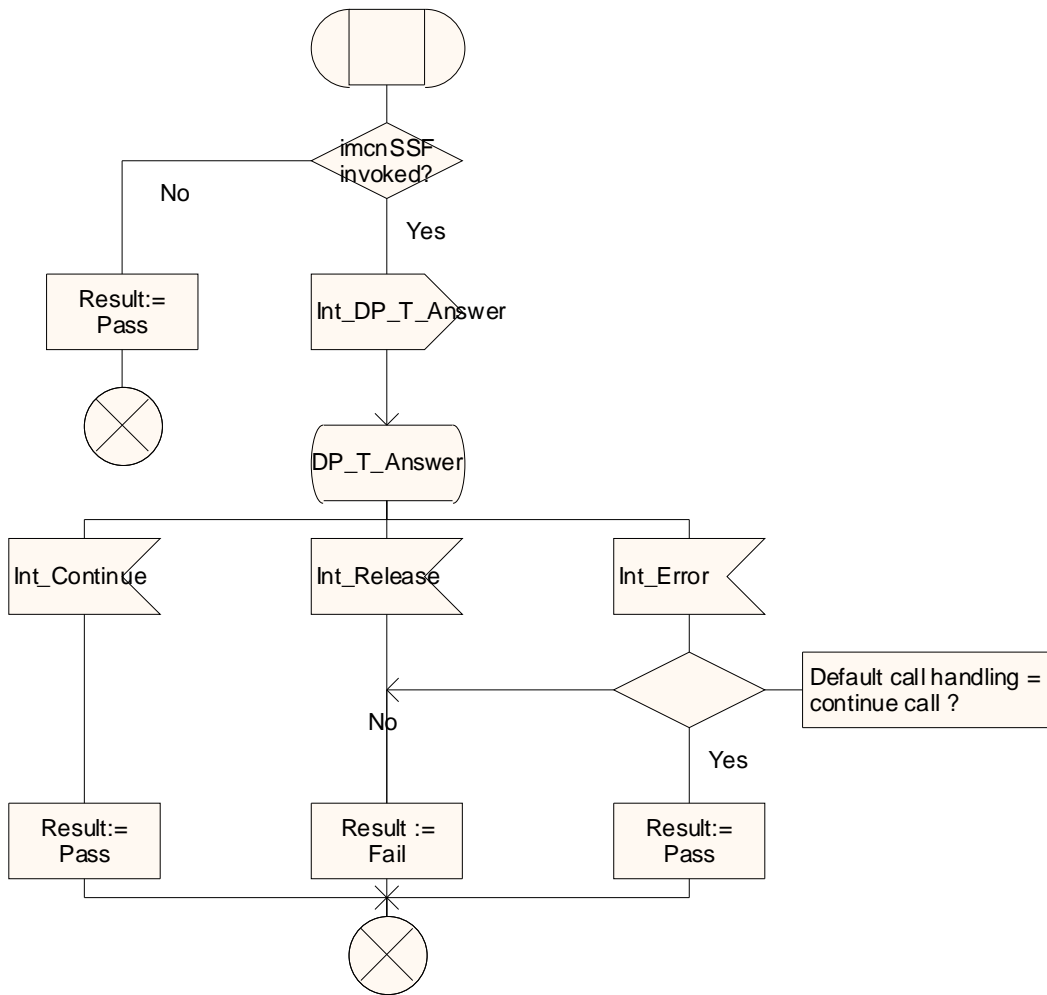 imcnSSF
invoked?
No
Yes
Result:=
Pass
Int_DP_T_Answer
DP_T_Answer
Int_Continue
Int_Release
Int_Error
Default call handling =
continue call ?
No
Yes
Result:=
Pass
Result :=
Fail
Result:=
Pass